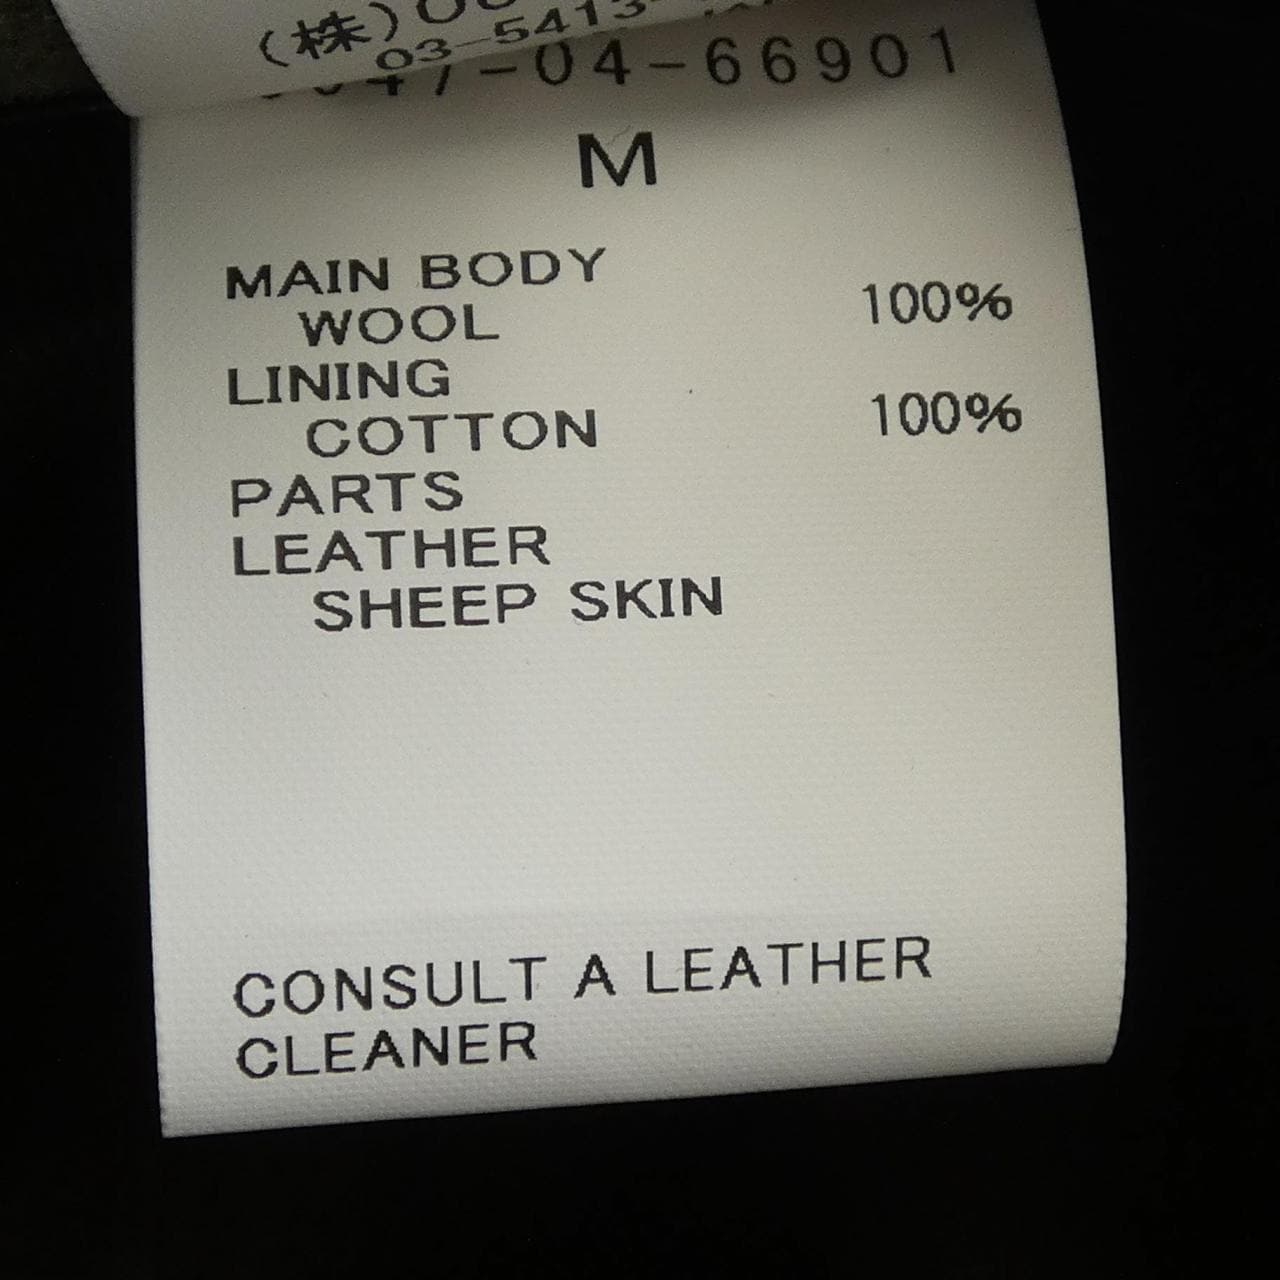 (株)
03-5413-
47-04-66901
M
MAIN BODY
WOOL 100%
LINING
COTTON 100%
PARTS
LEATHER
SHEEP SKIN
CONSULT A LEATHER
CLEANER